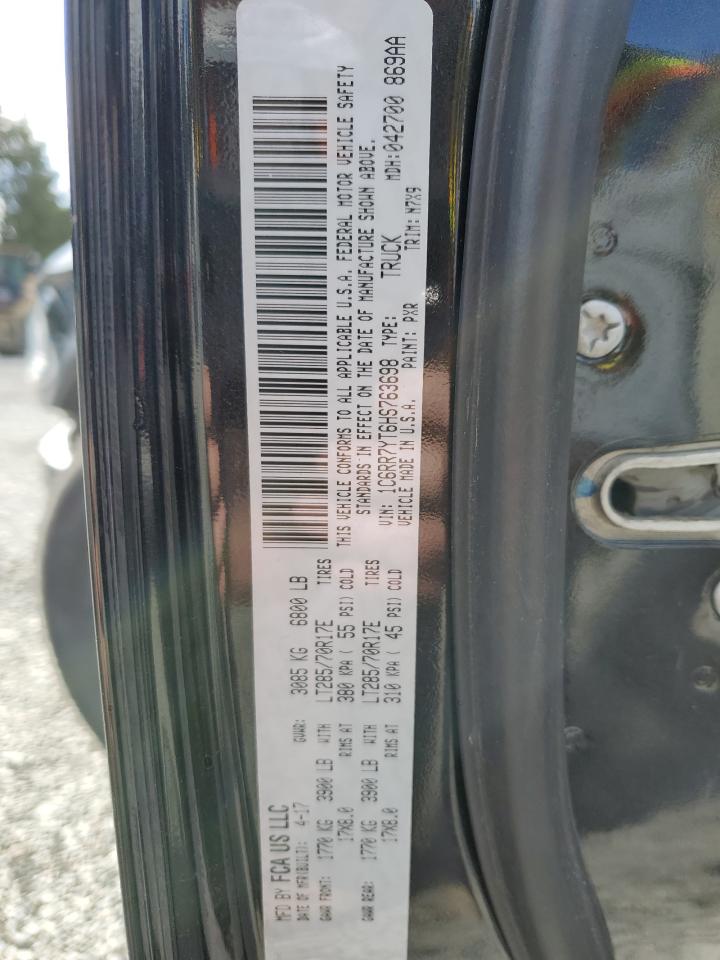 MFD BY FCA US LLC
DATE OF MFR(BUILT): 4-17 GVWR: 3085 KG 6800 LB
GAWR FRONT: 1770 KG 3900 LB WITH LT285/70R17E TIRES
17X8.0 RIMS AT 380 KPA ( 55 PSI) COLD
GAWR REAR: 1770 KG 3900 LB WITH LT285/70R17E TIRES
17X8.0 RIMS AT 310 KPA ( 45 PSI) COLD
THIS VEHICLE CONFORMS TO ALL APPLICABLE U.S.A. FEDERAL MOTOR VEHICLE SAFETY
STANDARDS IN EFFECT ON THE DATE OF MANUFACTURE SHOWN ABOVE.
VIN: 1C6RR7YT6HS763698 TYPE: TRUCK MDH:042700 869AA
VEHICLE MADE IN U.S.A. PAINT: PXR TRIM: N7X9